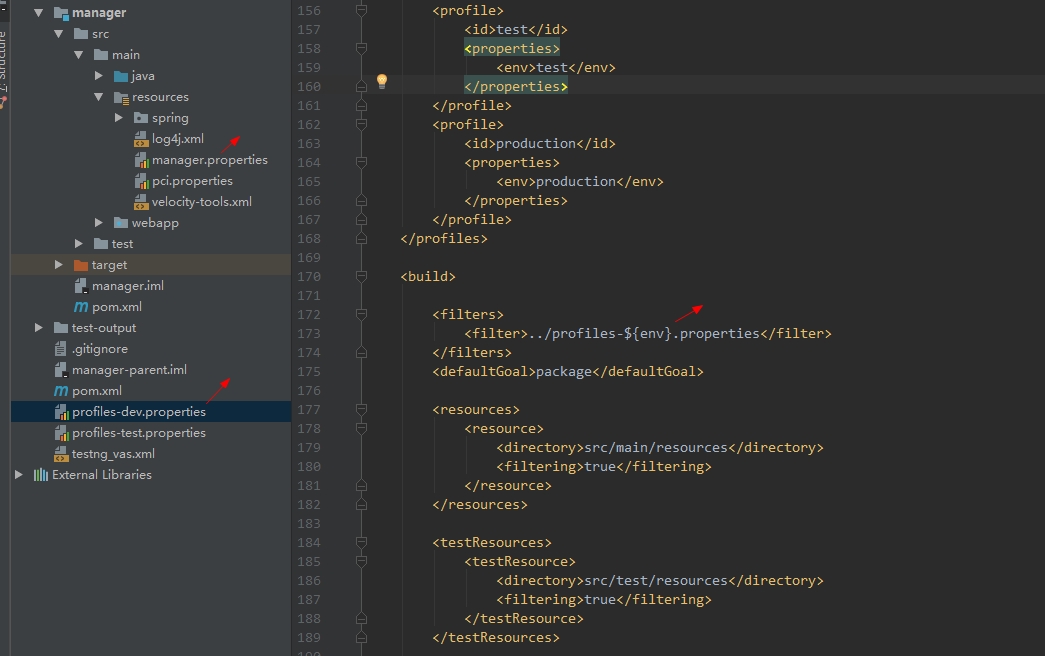 manager
src
main
java
resources
spring
log4j.xml
manager.properties
pci.properties
velocity-tools.xml
webapp
test
target
manager.iml
pom.xml
test-output
.gitignore
manager-parent.iml
pom.xml
profiles-dev.properties
profiles-test.properties
testng_vas.xml
External Libraries
Structure
156 <profile>
157 <id>test</id>
158 <properties>
159 <env>test</env>
160 </properties>
161 </profile>
162 <profile>
163 <id>production</id>
164 <properties>
165 <env>production</env>
166 </properties>
167 </profile>
168 </profiles>
169
170 <build>
171
172 <filters>
173 <filter>../profiles-${env}.properties</filter>
174 </filters>
175 <defaultGoal>package</defaultGoal>
176
177 <resources>
178 <resource>
179 <directory>src/main/resources</directory>
180 <filtering>true</filtering>
181 </resource>
182 </resources>
183
184 <testResources>
185 <testResource>
186 <directory>src/test/resources</directory>
187 <filtering>true</filtering>
188 </testResource>
189 </testResources>